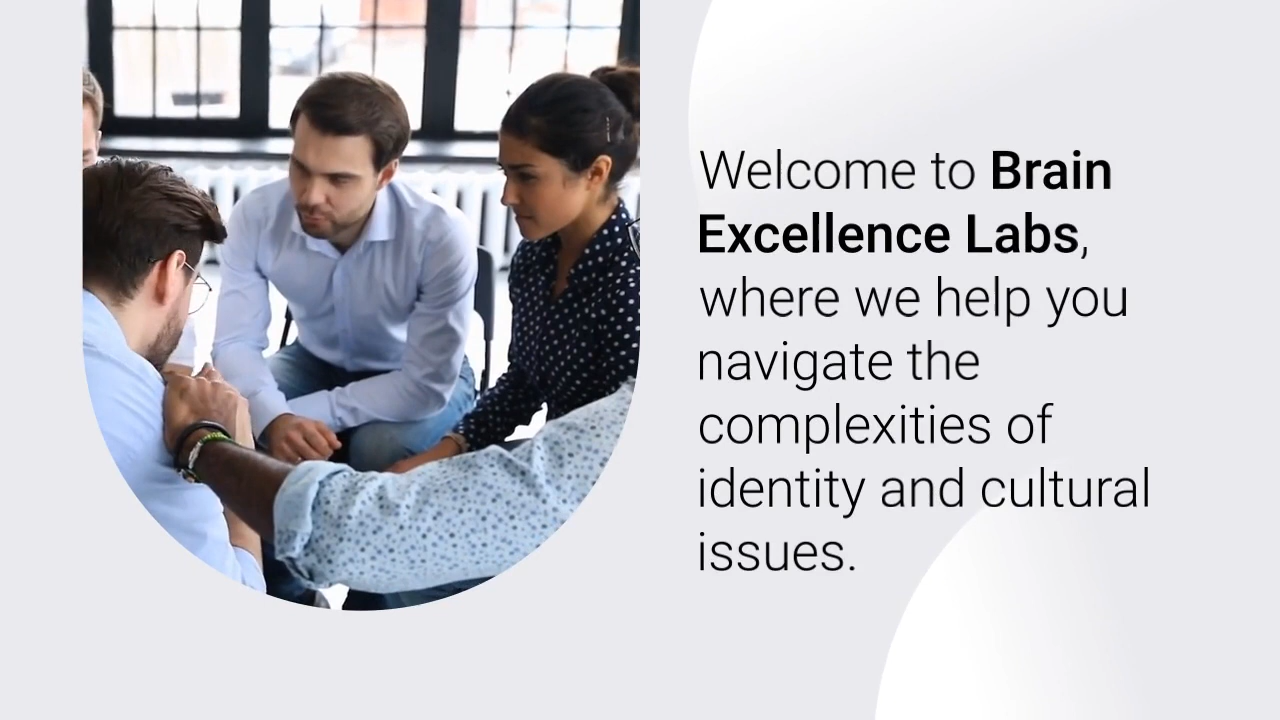 Welcome to Brain
Excellence Labs,
where we help you
navigate the
complexities of
identity and cultural
issues.